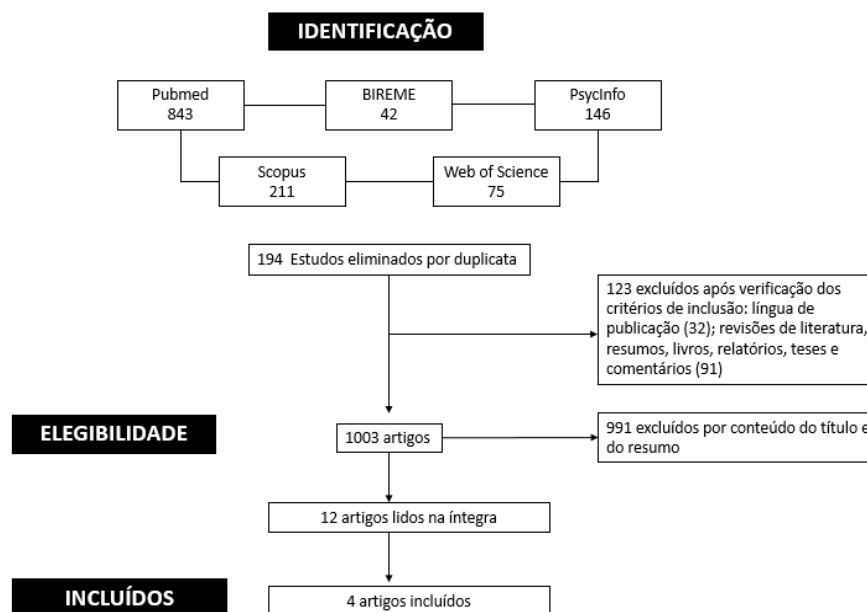 IDENTIFICAÇÃO
Pubmed
843
BIREME
42
PsycInfo
146
Scopus
211
Web of Science
75
194 Estudos eliminados por duplicata
123 excluídos após verificação dos
critérios de inclusão: língua de
publicação (32); revisões de literatura,
resumos, livros, relatórios, teses e
comentários (91)
ELEGIBILIDADE
1003 artigos
991 excluídos por conteúdo do título e
do resumo
12 artigos lidos na íntegra
INCLUÍDOS
4 artigos incluídos